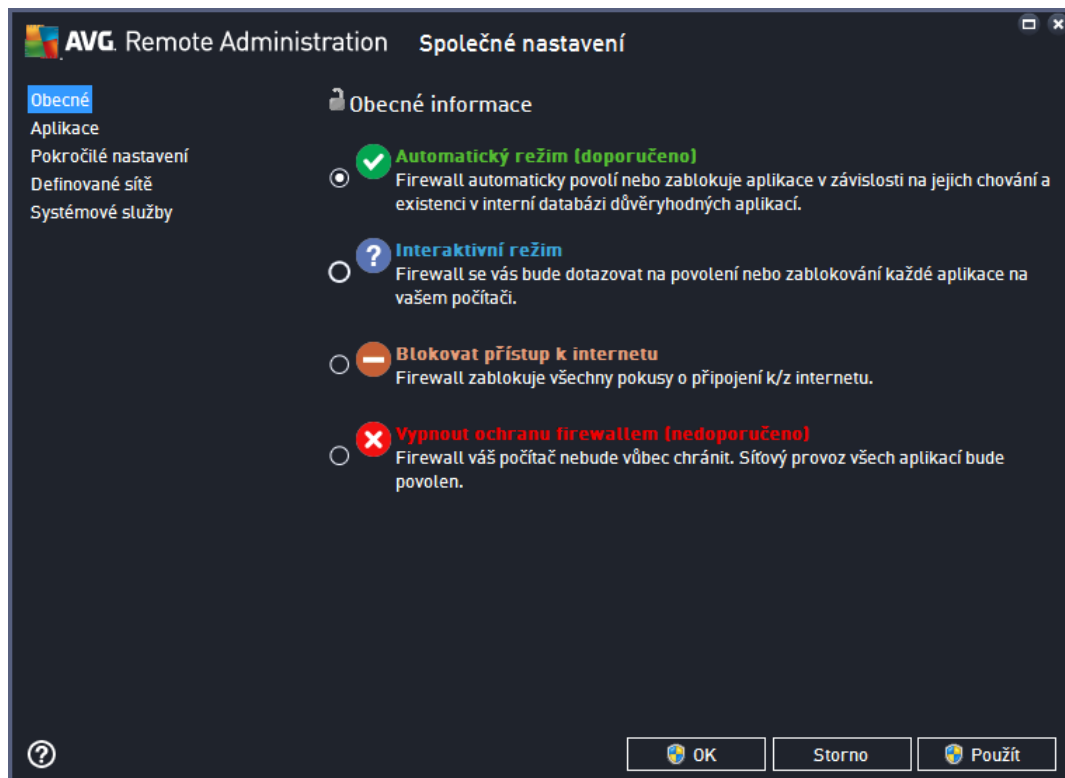 AVG. Remote Administration Společné nastavení
Obecné
Aplikace
Pokročilé nastavení
Definované sítě
Systémové služby
Obecné informace
Automatický režim (doporučeno)
Firewall automaticky povolí nebo zablokuje aplikace v závislosti na jejich chování a
existenci v interní databázi důvěryhodných aplikací.
Interaktivní režim
Firewall se vás bude dotazovat na povolení nebo zablokování každé aplikace na
vašem počítači.
Blokovat přístup k internetu
Firewall zablokuje všechny pokusy o připojení k/z internetu.
Vypnout ochranu firewallem (nedoporučeno)
Firewall váš počítač nebude vůbec chránit. Síťový provoz všech aplikací bude
povolen.
OK Storno Použít